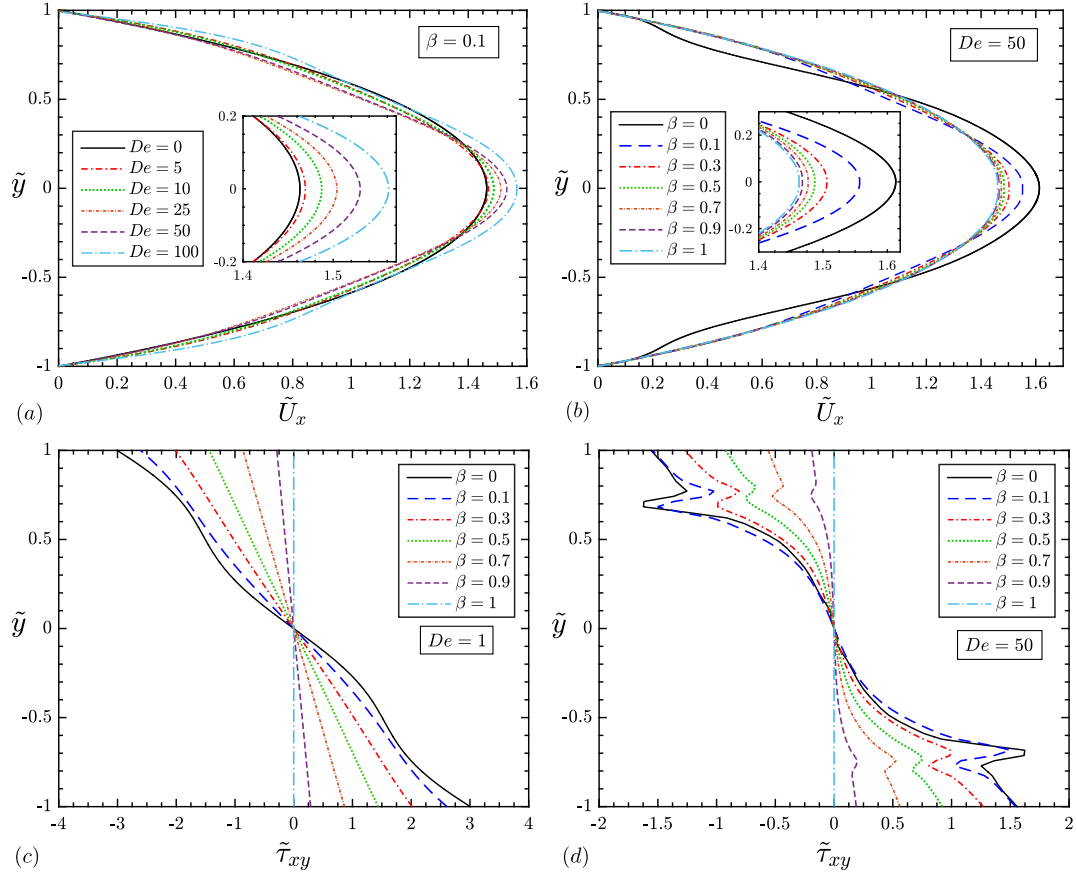 1
0.5
0
-0.5
-1
ỹ
0 0.2 0.4 0.6 0.8 1 1.2 1.4 1.6
Ũₓ
(a)
β = 0.1
De = 0
De = 5
De = 10
De = 25
De = 50
De = 100
0.2
0
-0.2
1.4 1.5
1
0.5
0
-0.5
-1
ỹ
0 0.2 0.4 0.6 0.8 1 1.2 1.4 1.6
Ũₓ
(b)
De = 50
β = 0
β = 0.1
β = 0.3
β = 0.5
β = 0.7
β = 0.9
β = 1
0.2
0
-0.2
1.4 1.5 1.6
1
0.5
0
-0.5
-1
ỹ
-4 -3 -2 -1 0 1 2 3 4
τ̃xy
(c)
β = 0
β = 0.1
β = 0.3
β = 0.5
β = 0.7
β = 0.9
β = 1
De = 1
1
0.5
0
-0.5
-1
ỹ
-2 -1.5 -1 -0.5 0 0.5 1 1.5 2
τ̃xy
(d)
β = 0
β = 0.1
β = 0.3
β = 0.5
β = 0.7
β = 0.9
β = 1
De = 50